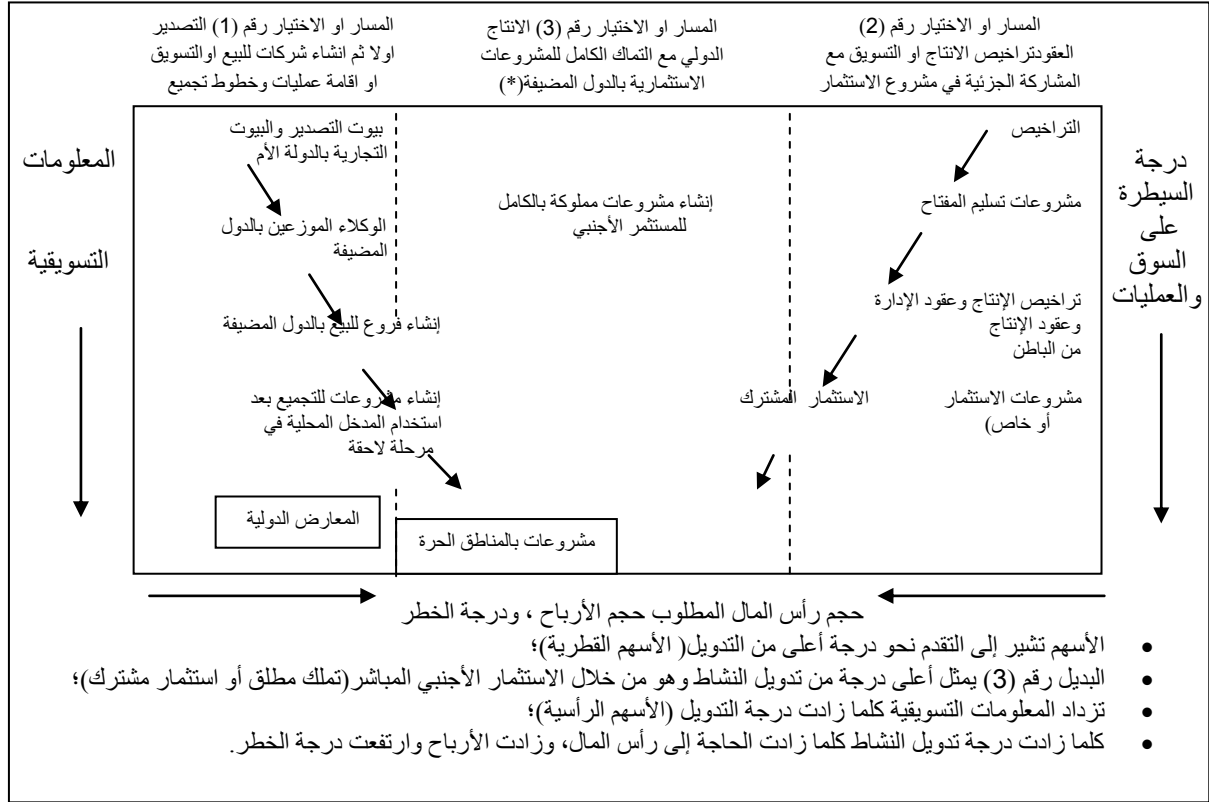 المسار او الاختيار رقم (2)
العقودتراخيص الانتاج او التسويق مع
المشاركة الجزئية في مشروع الاستثمار
المسار او الاختيار رقم (3) الانتاج
الدولي مع التماك الكامل للمشروعات
الاستثمارية بالدول المضيفة(*)
المسار او الاختيار رقم (1) التصدير
اولا ثم انشاء شركات للبيع اوالتسويق
او اقامة عمليات وخطوط تجميع
درجة
السيطرة
على
السوق
والعمليات
التراخيص
مشروعات تسليم المفتاح
تراخيص الإنتاج وعقود الإدارة
وعقود الإنتاج
من الباطن
مشروعات الاستثمار
أو خاص)
الاستثمار المشترك
إنشاء مشروعات مملوكة بالكامل
للمستثمر الأجنبي
بيوت التصدير والبيوت
التجارية بالدولة الأم
الوكلاء الموزعين بالدول
المضيفة
إنشاء فروع للبيع بالدول المضيفة
إنشاء مشروعات للتجميع بعد
استخدام المدخل المحلية في
مرحلة لاحقة
المعارض الدولية
مشروعات بالمناطق الحرة
المعلومات
التسويقية
حجم رأس المال المطلوب حجم الأرباح ، ودرجة الخطر
• الأسهم تشير إلى التقدم نحو درجة أعلى من التدويل( الأسهم القطرية)؛
• البديل رقم (3) يمثل أعلى درجة من تدويل النشاط وهو من خلال الاستثمار الأجنبي المباشر(تملك مطلق أو استثمار مشترك)؛
• تزداد المعلومات التسويقية كلما زادت درجة التدويل (الأسهم الرأسية)؛
• كلما زادت درجة تدويل النشاط كلما زادت الحاجة إلى رأس المال، وزادت الأرباح وارتفعت درجة الخطر.